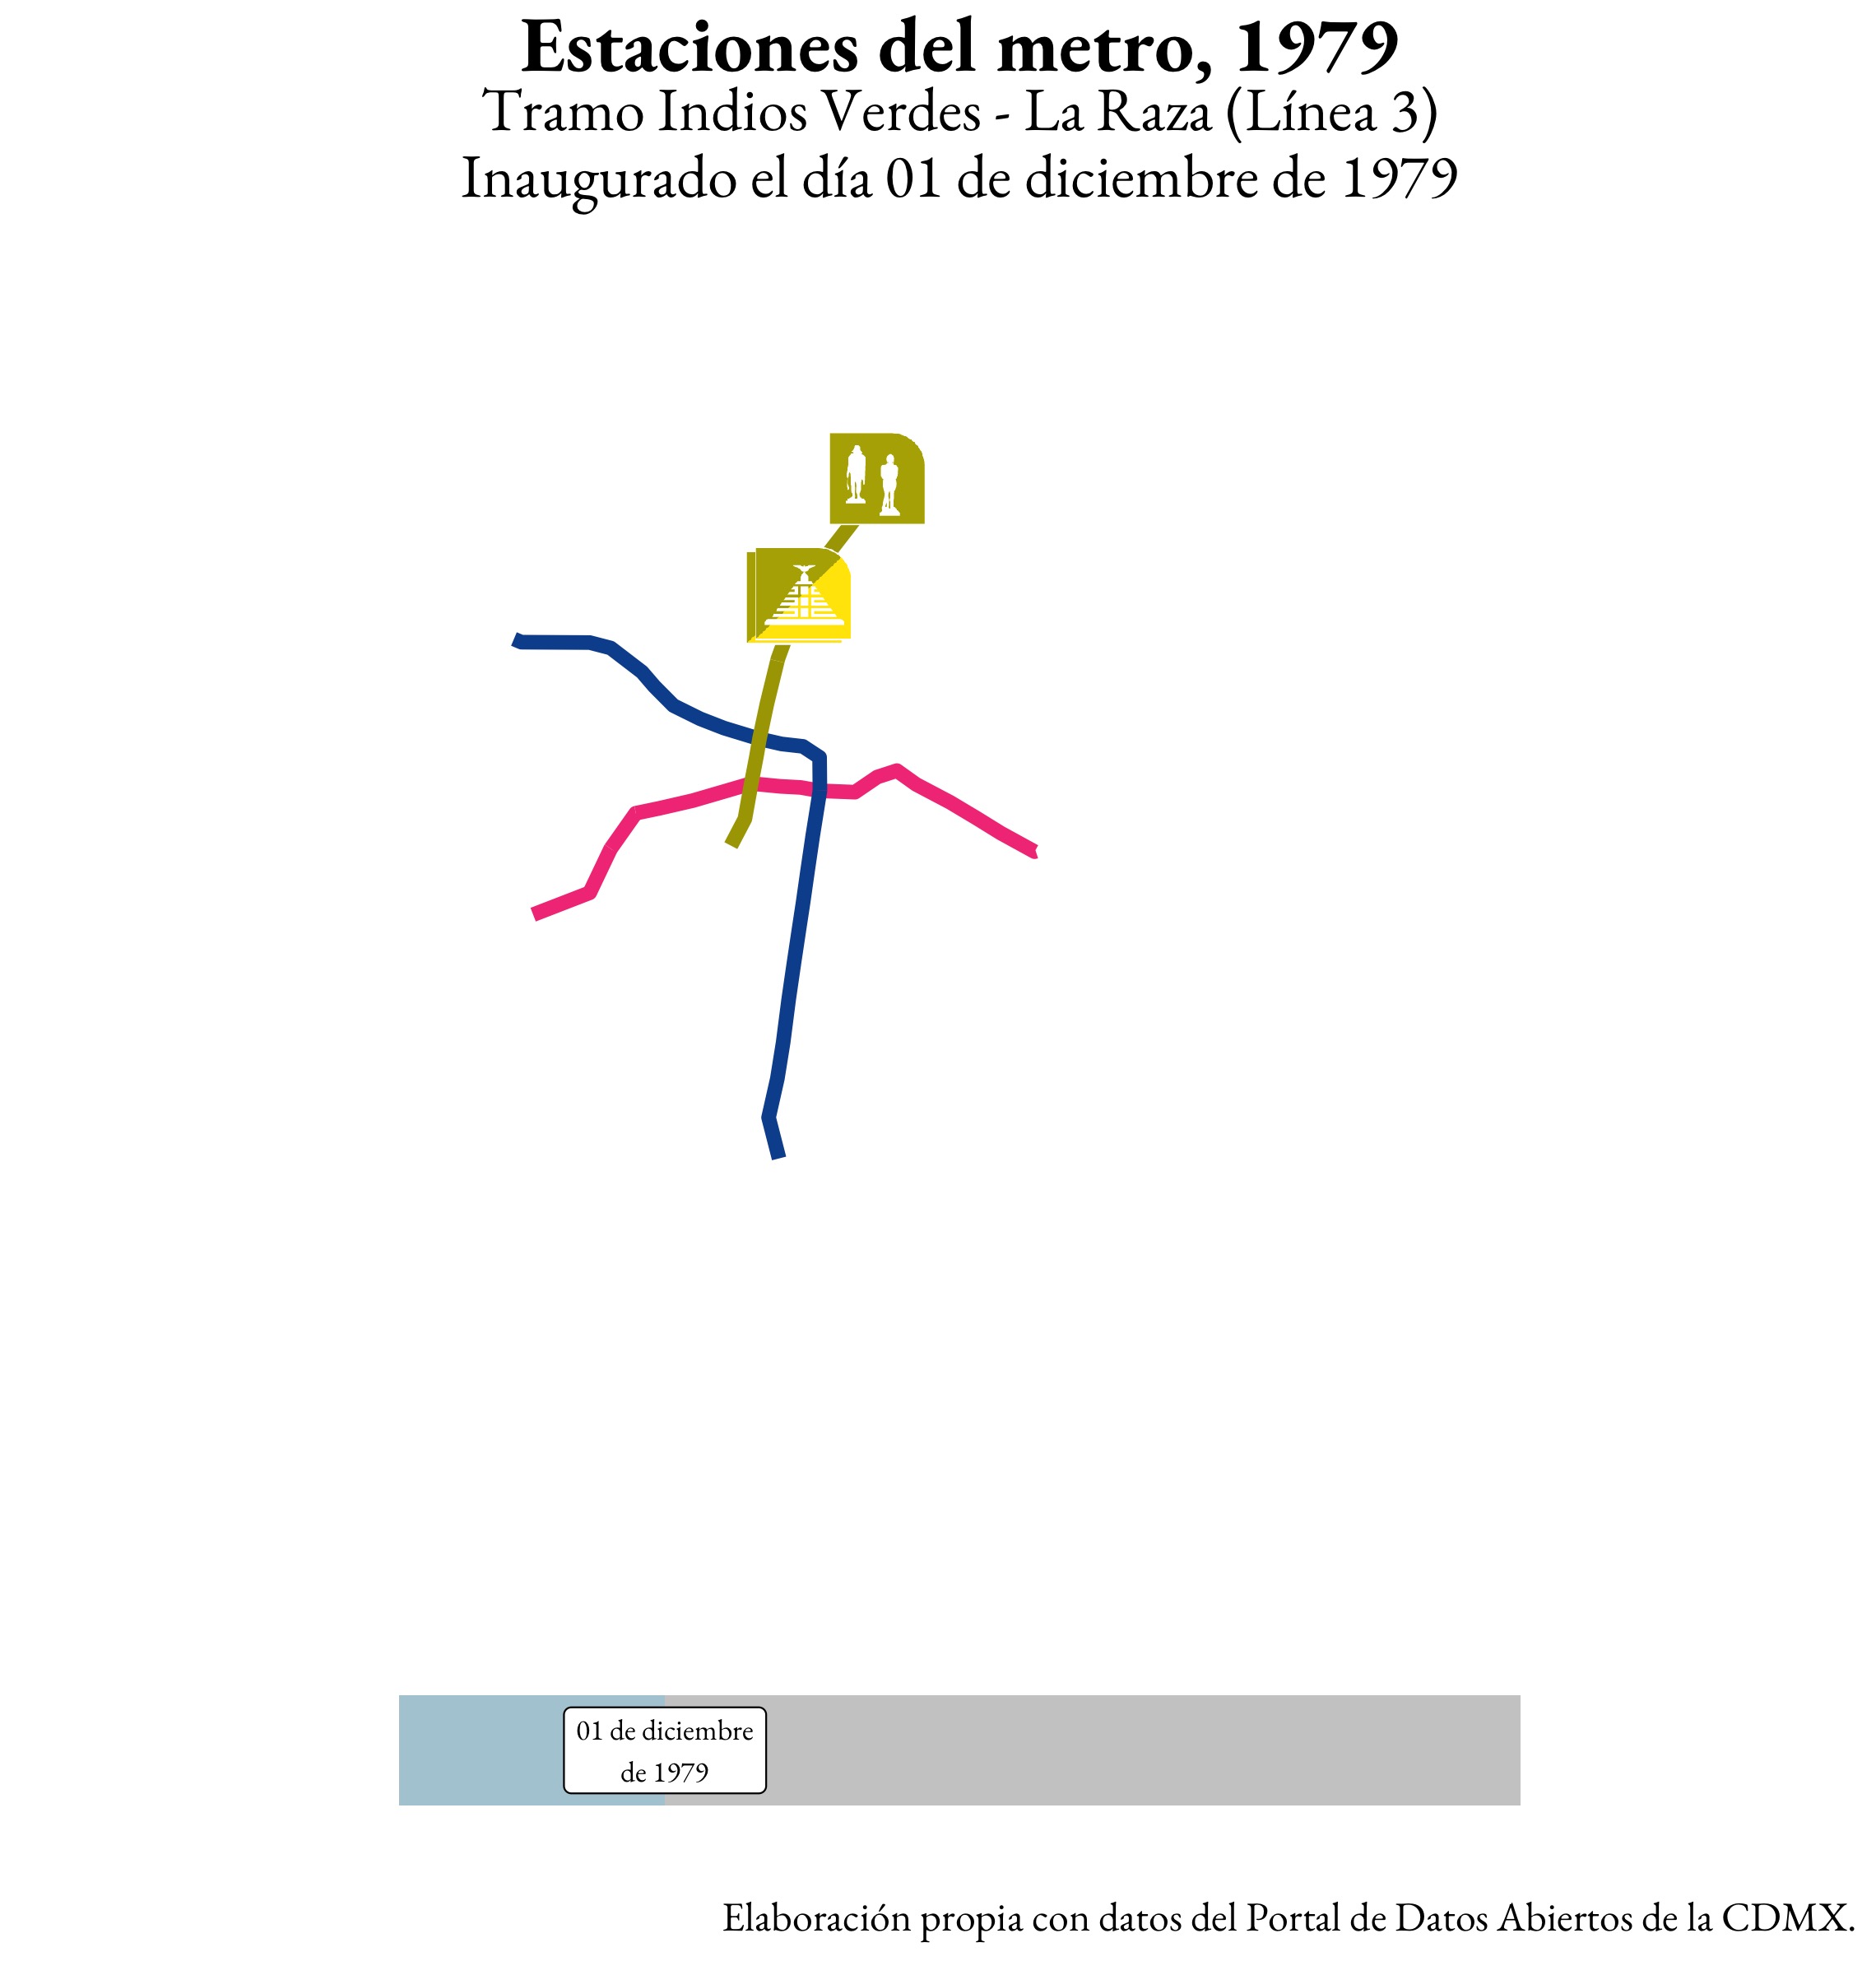 Estaciones del metro, 1979
Tramo Indios Verdes - La Raza (Línea 3)
Inaugurado el día 01 de diciembre de 1979
01 de diciembre
de 1979
Elaboración propia con datos del Portal de Datos Abiertos de la CDMX.